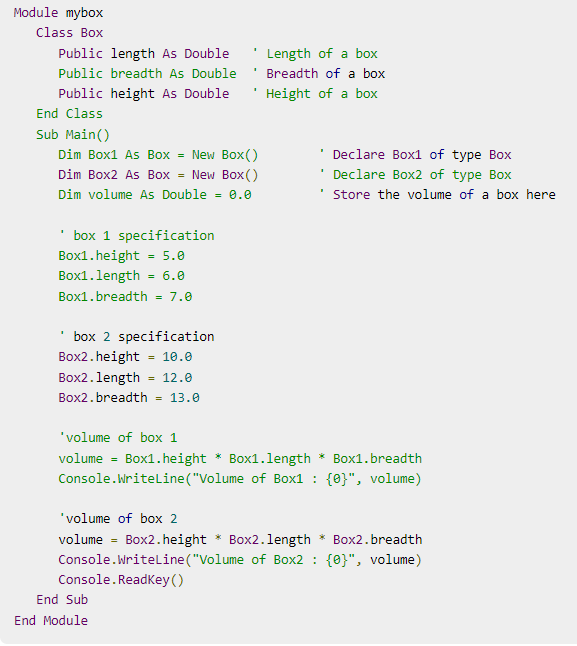 Module mybox
Class Box
Public length As Double ' Length of a box
Public breadth As Double ' Breadth of a box
Public height As Double ' Height of a box
End Class
Sub Main()
Dim Box1 As Box = New Box() ' Declare Box1 of type Box
Dim Box2 As Box = New Box() ' Declare Box2 of type Box
Dim volume As Double = 0.0 ' Store the volume of a box here
' box 1 specification
Box1.height = 5.0
Box1.length = 6.0
Box1.breadth = 7.0
' box 2 specification
Box2.height = 10.0
Box2.length = 12.0
Box2.breadth = 13.0
'volume of box 1
volume = Box1.height * Box1.length * Box1.breadth
Console.WriteLine("Volume of Box1 : {0}", volume)
'volume of box 2
volume = Box2.height * Box2.length * Box2.breadth
Console.WriteLine("Volume of Box2 : {0}", volume)
Console.ReadKey()
End Sub
End Module